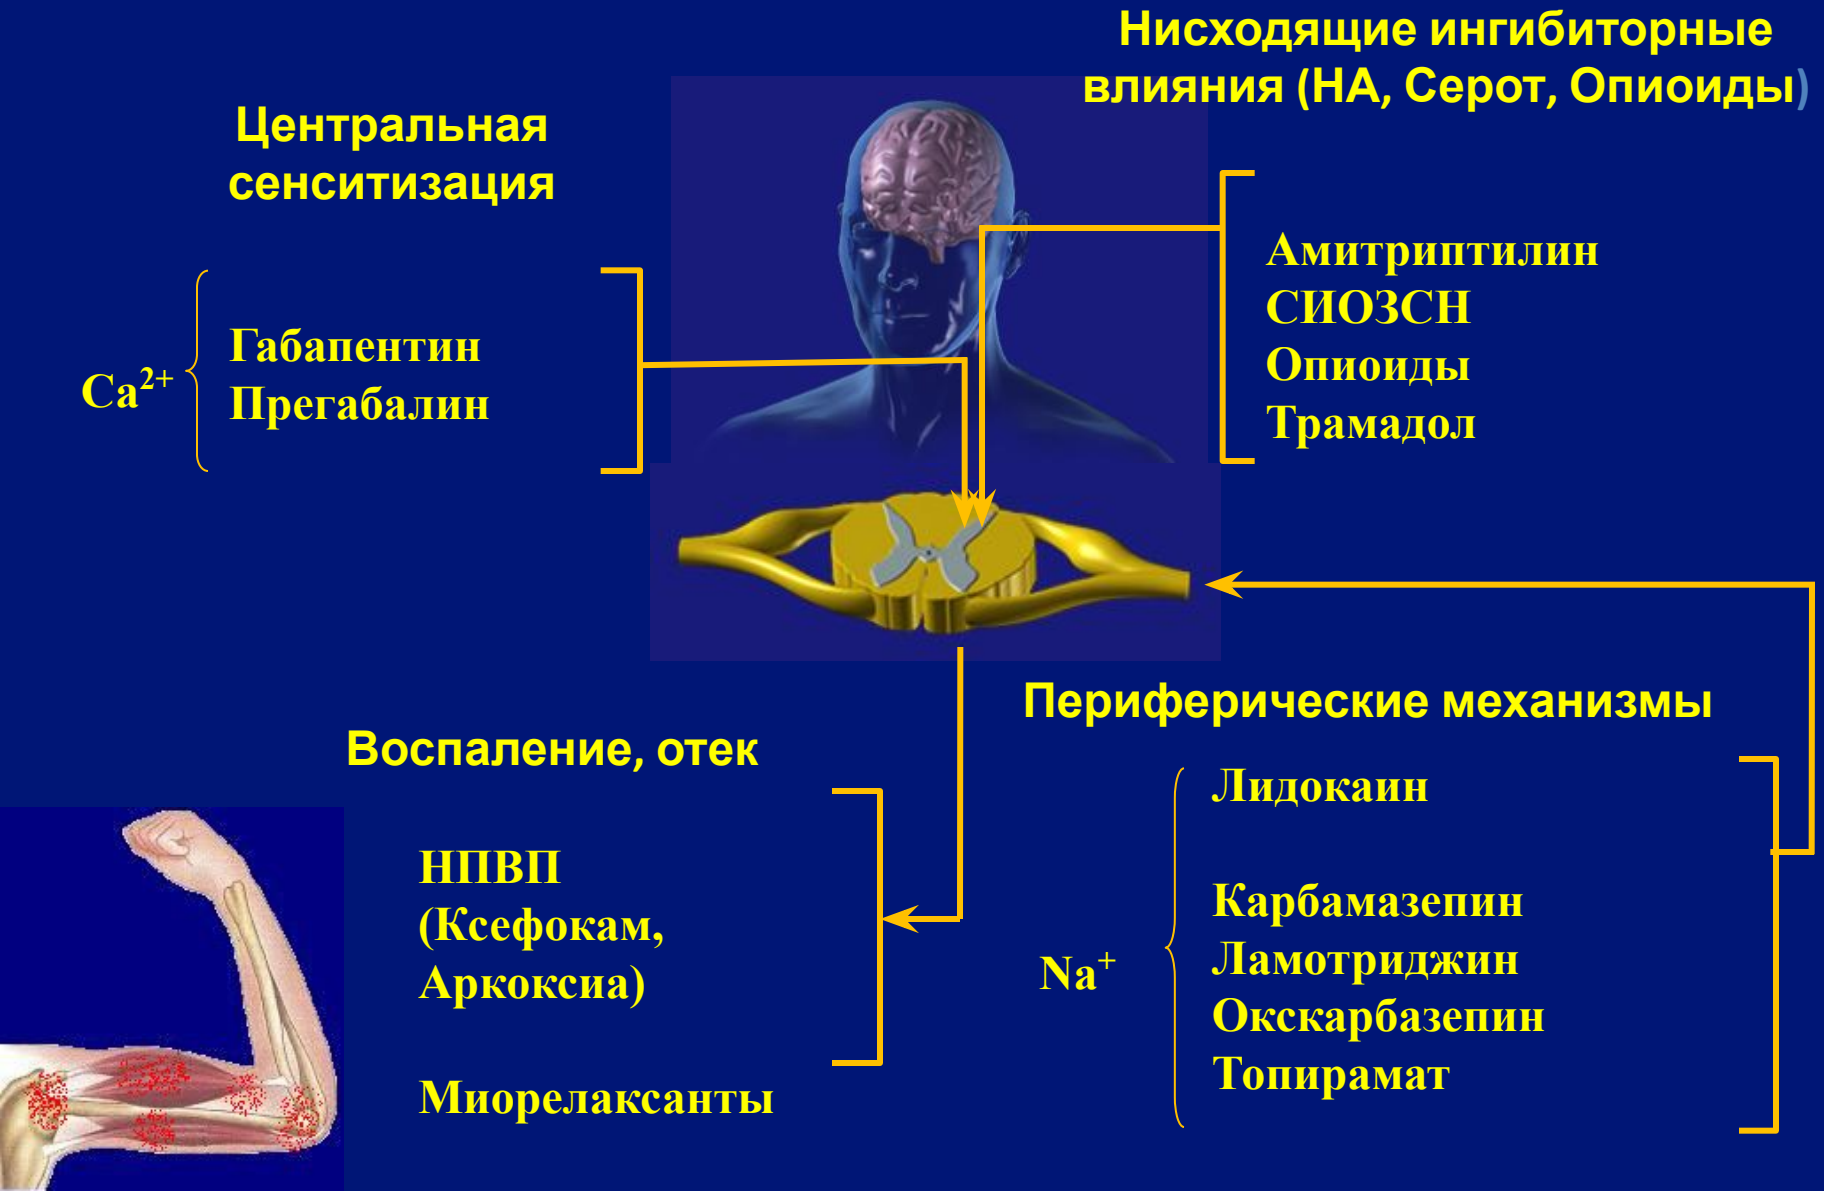 Нисходящие ингибиторные
влияния (НА, Серот, Опиоиды)
Центральная
сенситизация
Амитриптилин
СИОЗСН
Опиоиды
Трамадол
Ca²⁺
Габапентин
Прегабалин
Периферические механизмы
Воспаление, отек
Лидокаин
НПВП
(Ксефокам,
Аркоксиа)
Миорелаксанты
Na⁺
Карбамазепин
Ламотриджин
Окскарбазепин
Топирамат